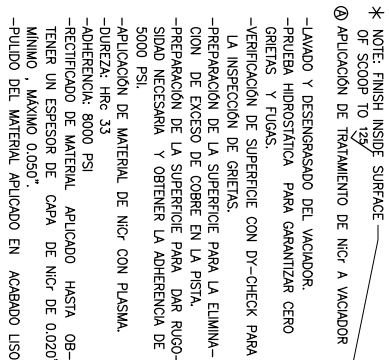 * NOTE: FINISH INSIDE SURFACE
OF SCOOP TO 125
Ⓐ APLICACIÓN DE TRATAMIENTO DE NiCr A VACIADOR
-LAVADO Y DESENGRASADO DEL VACIADOR.
-PRUEBA HIDROSTÁTICA PARA GARANTIZAR CERO
GRIETAS Y FUGAS.
-VERIFICACIÓN DE SUPERFICIE CON DY-CHECK PARA
LA INSPECCIÓN DE GRIETAS.
-PREPARACIÓN DE LA SUPERFICIE PARA LA ELIMINA-
CION DE EXCESO DE COBRE EN LA PISTA.
-PREPARACIÓN DE LA SUPERFICIE PARA DAR RUGO-
SIDAD NECESARIA Y OBTENER LA ADHERENCIA DE
5000 PSI.
-APLICACIÓN DE MATERIAL DE NiCr CON PLASMA.
-DUREZA: HRc 33
-ADHERENCIA: 8000 PSI
-RECTIFICADO DE MATERIAL APLICADO HASTA OB-
TENER UN ESPESOR DE CAPA DE NiCr DE 0.020"
MÍNIMO , MÁXIMO 0.050".
-PULIDO DEL MATERIAL APLICADO EN ACABADO LISO